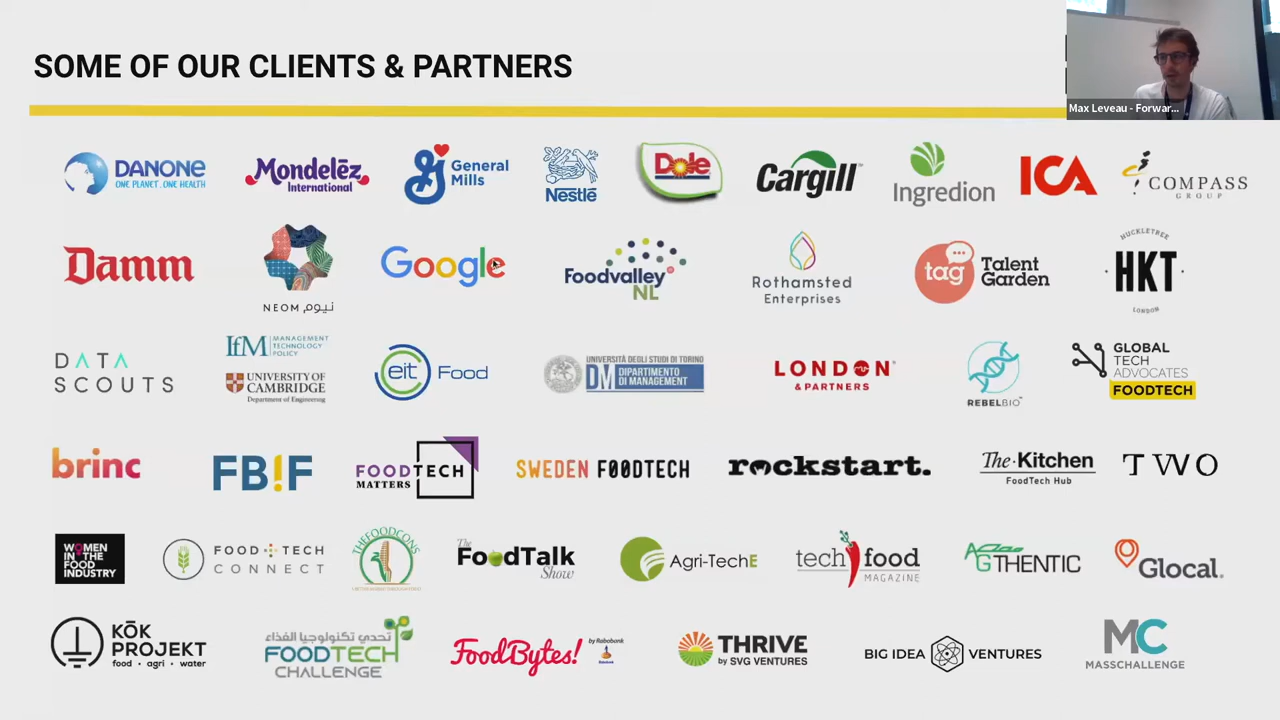 SOME OF OUR CLIENTS & PARTNERS
Max Leveau - Forwar...
DANONE
ONE PLANET. ONE HEALTH
Mondelēz
International
General
Mills
Nestlé
Dole
Cargill™
Ingredion
ICA
COMPASS
GROUP
Damm
NEOM نيوم
Google
Foodvalley®
NL
Rothamsted
Enterprises
tag
Talent
Garden
HUCKLETREE
HKT
LONDON
DATA
SCOUTS
IfM
MANAGEMENT
TECHNOLOGY
POLICY
UNIVERSITY OF
CAMBRIDGE
Department of Engineering
eit Food
UNIVERSITÀ DEGLI STUDI DI TORINO
DM
DIPARTIMENTO
DI MANAGEMENT
LONDON
& PARTNERS
REBELBIO
GLOBAL
TECH
ADVOCATES
FOODTECH
brinc
FB!F
FOODTECH
MATTERS
SWEDEN FOODTECH
rockstart.
The Kitchen
FoodTech Hub
TWO
WOMEN
IN THE
FOOD
INDUSTRY
FOOD+TECH
CONNECT
THEFOODCONS
The
FoodTalk
Show
Agri-TechE
tech food
MAGAZINE
AGTHENTIC
Glocal.
KŌK
PROJEKT
food · agri · water
تحدي تكنولوجيا الغذاء
FOODTECH
CHALLENGE
FoodBytes!
by Rabobank
THRIVE
by SVG VENTURES
BIG IDEA VENTURES
MC
MASSCHALLENGE